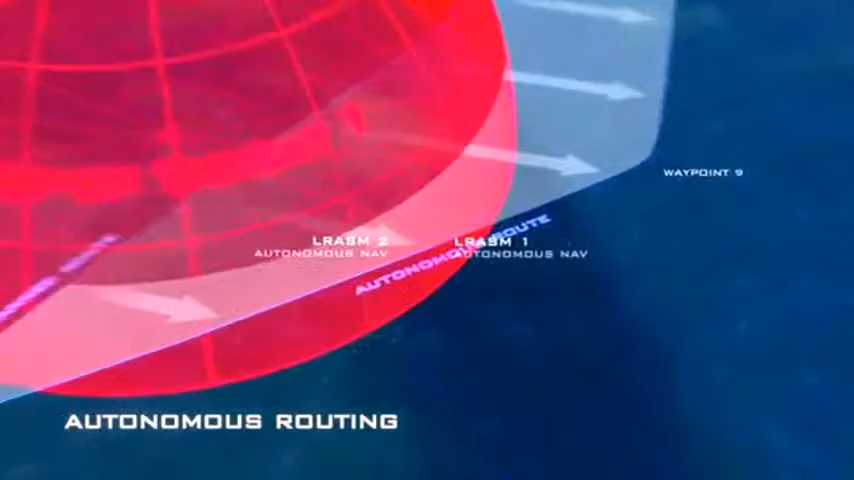 WAYPOINT 9
LRASM 2
AUTONOMOUS NAV
LRASM 1
AUTONOMOUS NAV
AUTONOMOUS ROUTE
AUTONOMOUS ROUTING